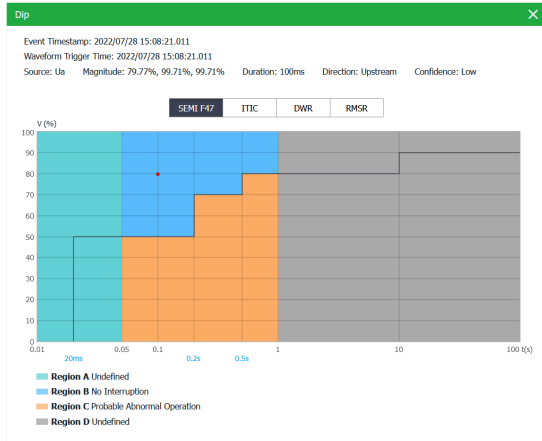 Dip
Event Timestamp: 2022/07/28 15:08:21.011
Waveform Trigger Time: 2022/07/28 15:08:21.011
Source: Ua Magnitude: 79.77%, 99.71%, 99.71% Duration: 100ms Direction: Upstream Confidence: Low
SEMI F47 ITIC DWR RMSR
V (%)
100
90
80
70
60
50
40
30
20
10
0
0.01 0.05 0.1 1 10 100 t(s)
20ms 0.2s 0.5s
Region A Undefined
Region B No Interruption
Region C Probable Abnormal Operation
Region D Undefined